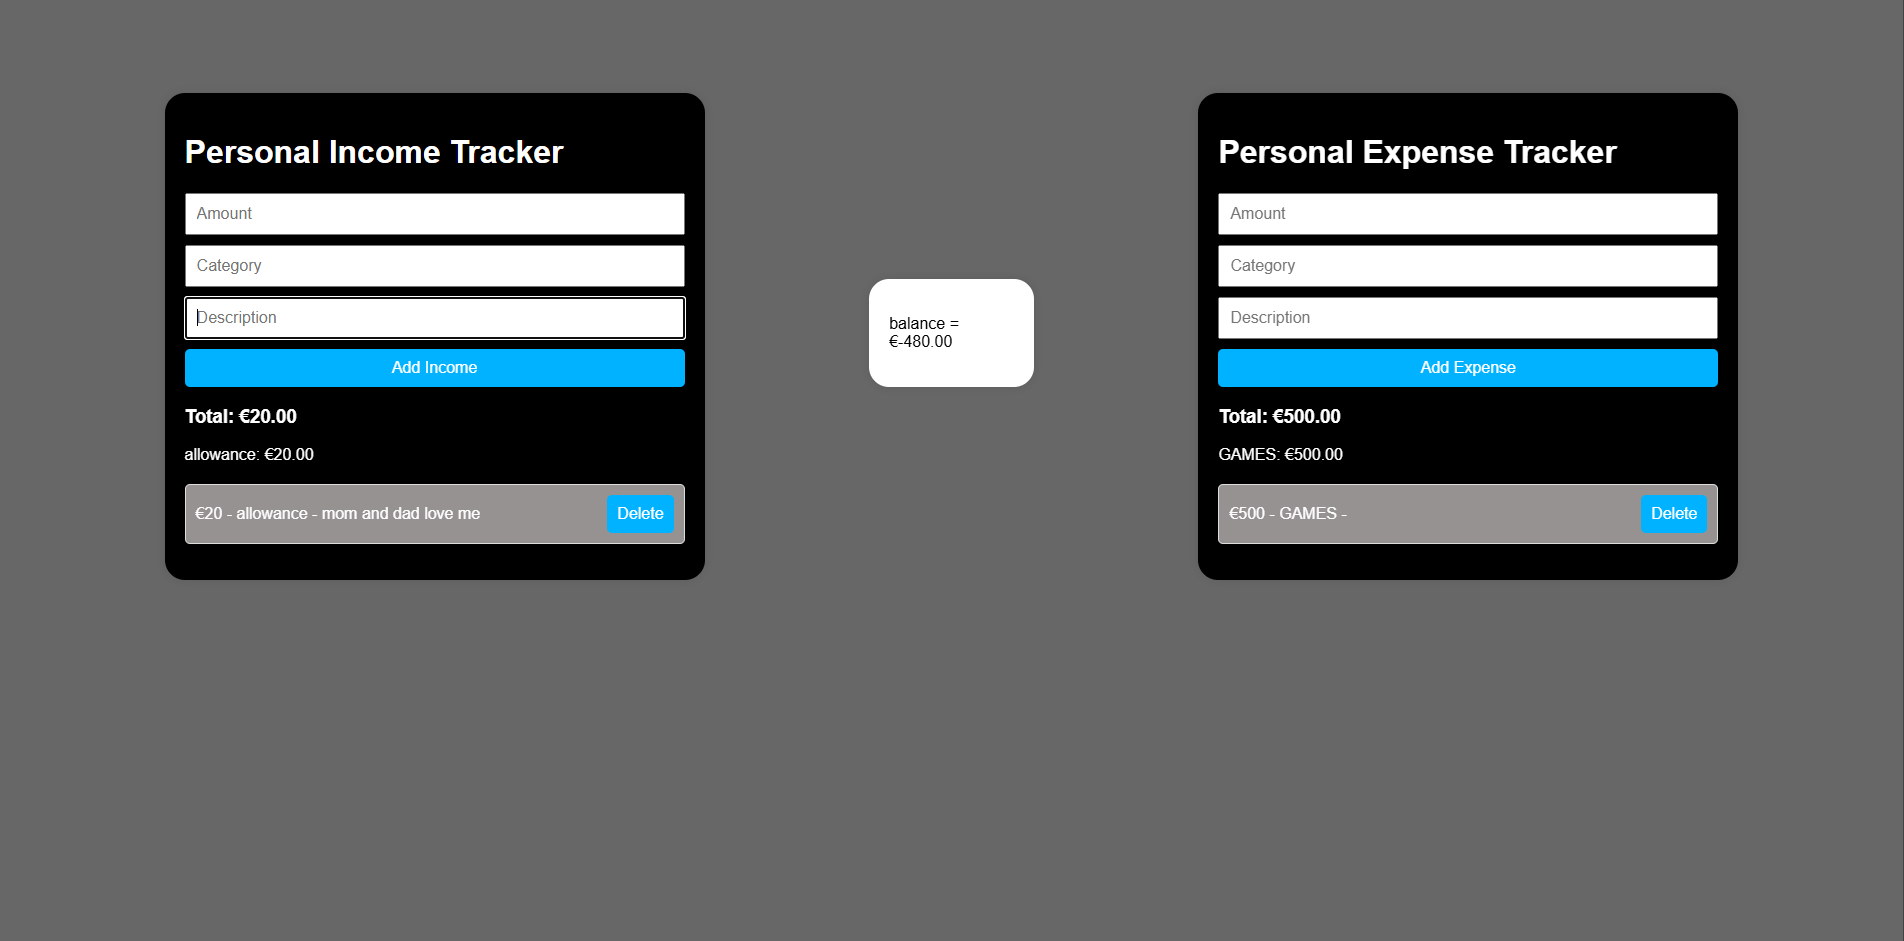 Personal Income Tracker
Amount
Category
Description
Add Income
Total: €20.00
allowance: €20.00
€20 - allowance - mom and dad love me
Delete
balance =
€-480.00
Personal Expense Tracker
Amount
Category
Description
Add Expense
Total: €500.00
GAMES: €500.00
€500 - GAMES -
Delete